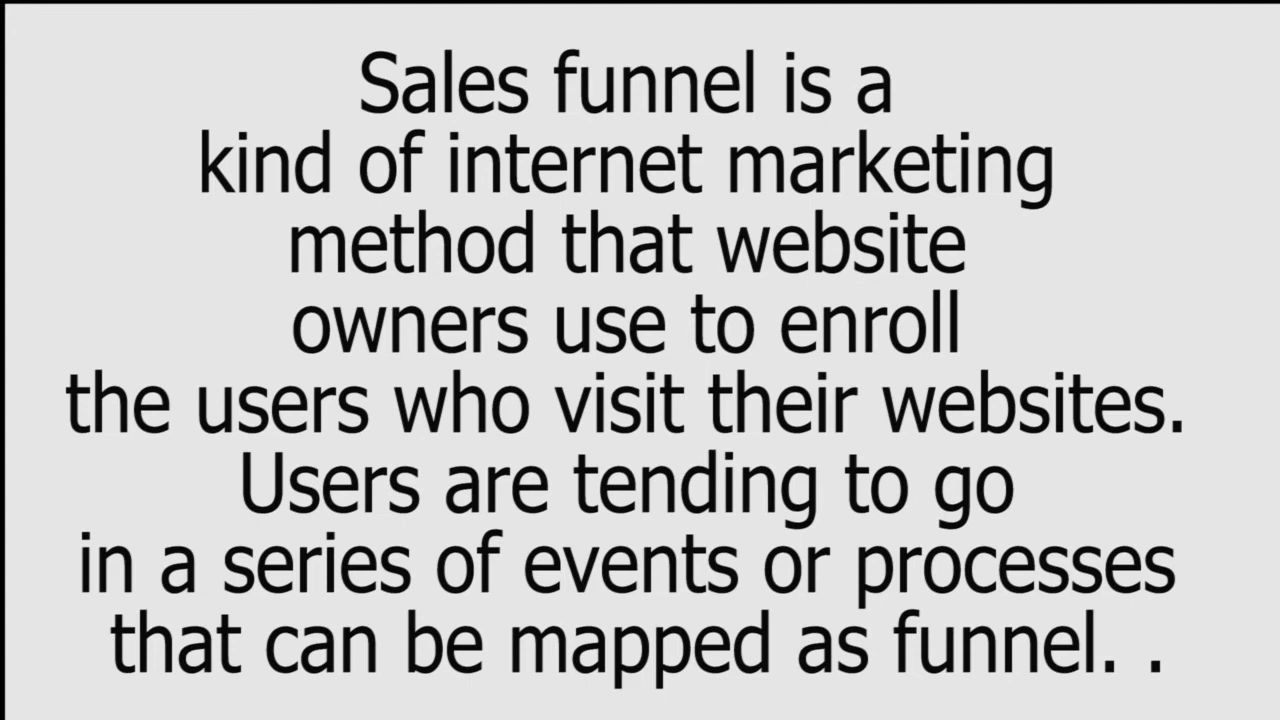 Sales funnel is a
kind of internet marketing
method that website
owners use to enroll
the users who visit their websites.
Users are tending to go
in a series of events or processes
that can be mapped as funnel. .